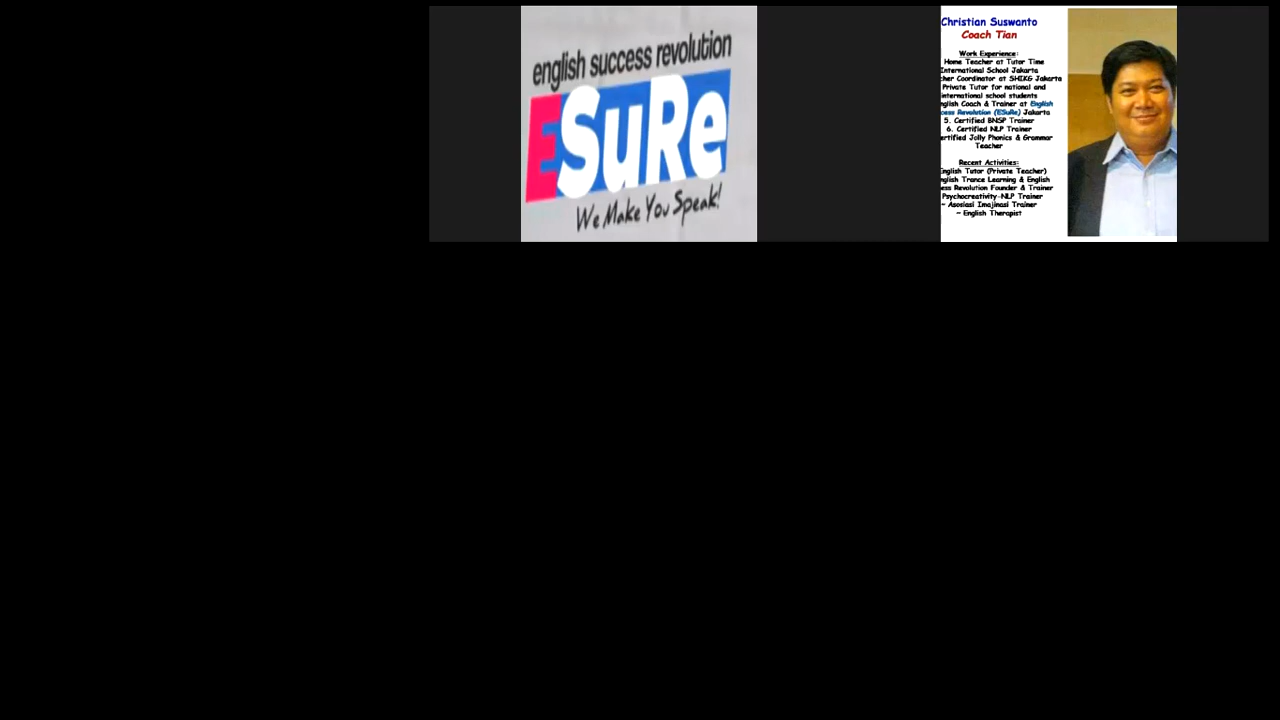 english success revolution
ESuRe
We Make You Speak!
Christian Suswanto
Coach Tian
Work Experience:
Home Teacher at Tutor Time
International School Jakarta
Coordinator at SHIKG Jakarta
Private Tutor for national and
international school students
Coach & Trainer at English
Revolution (ESuRe) Jakarta
5. Certified BNSP Trainer
6. Certified NLP Trainer
Jolly Phonics & Grammar
Teacher
Recent Activities:
English Tutor (Private Teacher)
Trance Learning & English
Revolution Founder & Trainer
Psychocreativity-NLP Trainer
- Asosiasi Imajinasi Trainer
- English Therapist